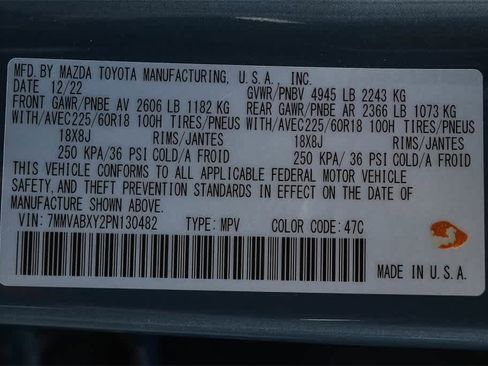 MFD. BY MAZDA TOYOTA MANUFACTURING, U.S.A., INC.
DATE 12/22 GVWR/PNBV 4945 LB 2243 KG
FRONT GAWR/PNBE AV 2606 LB 1182 KG REAR GAWR/PNBE AR 2366 LB 1073 KG
WITH/AVEC225/60R18 100H TIRES/PNEUS WITH/AVEC225/60R18 100H TIRES/PNEUS
18X8J RIMS/JANTES 18X8J RIMS/JANTES
250 KPA/36 PSI COLD/A FROID 250 KPA/36 PSI COLD/A FROID
THIS VEHICLE CONFORMS TO ALL APPLICABLE FEDERAL MOTOR VEHICLE
SAFETY, AND THEFT PREVENTION STANDARDS IN EFFECT ON THE DATE OF
MANUFACTURE SHOWN ABOVE.
VIN: 7MMVABXY2PN130482 TYPE: MPV COLOR CODE: 47C
MADE IN U.S.A.